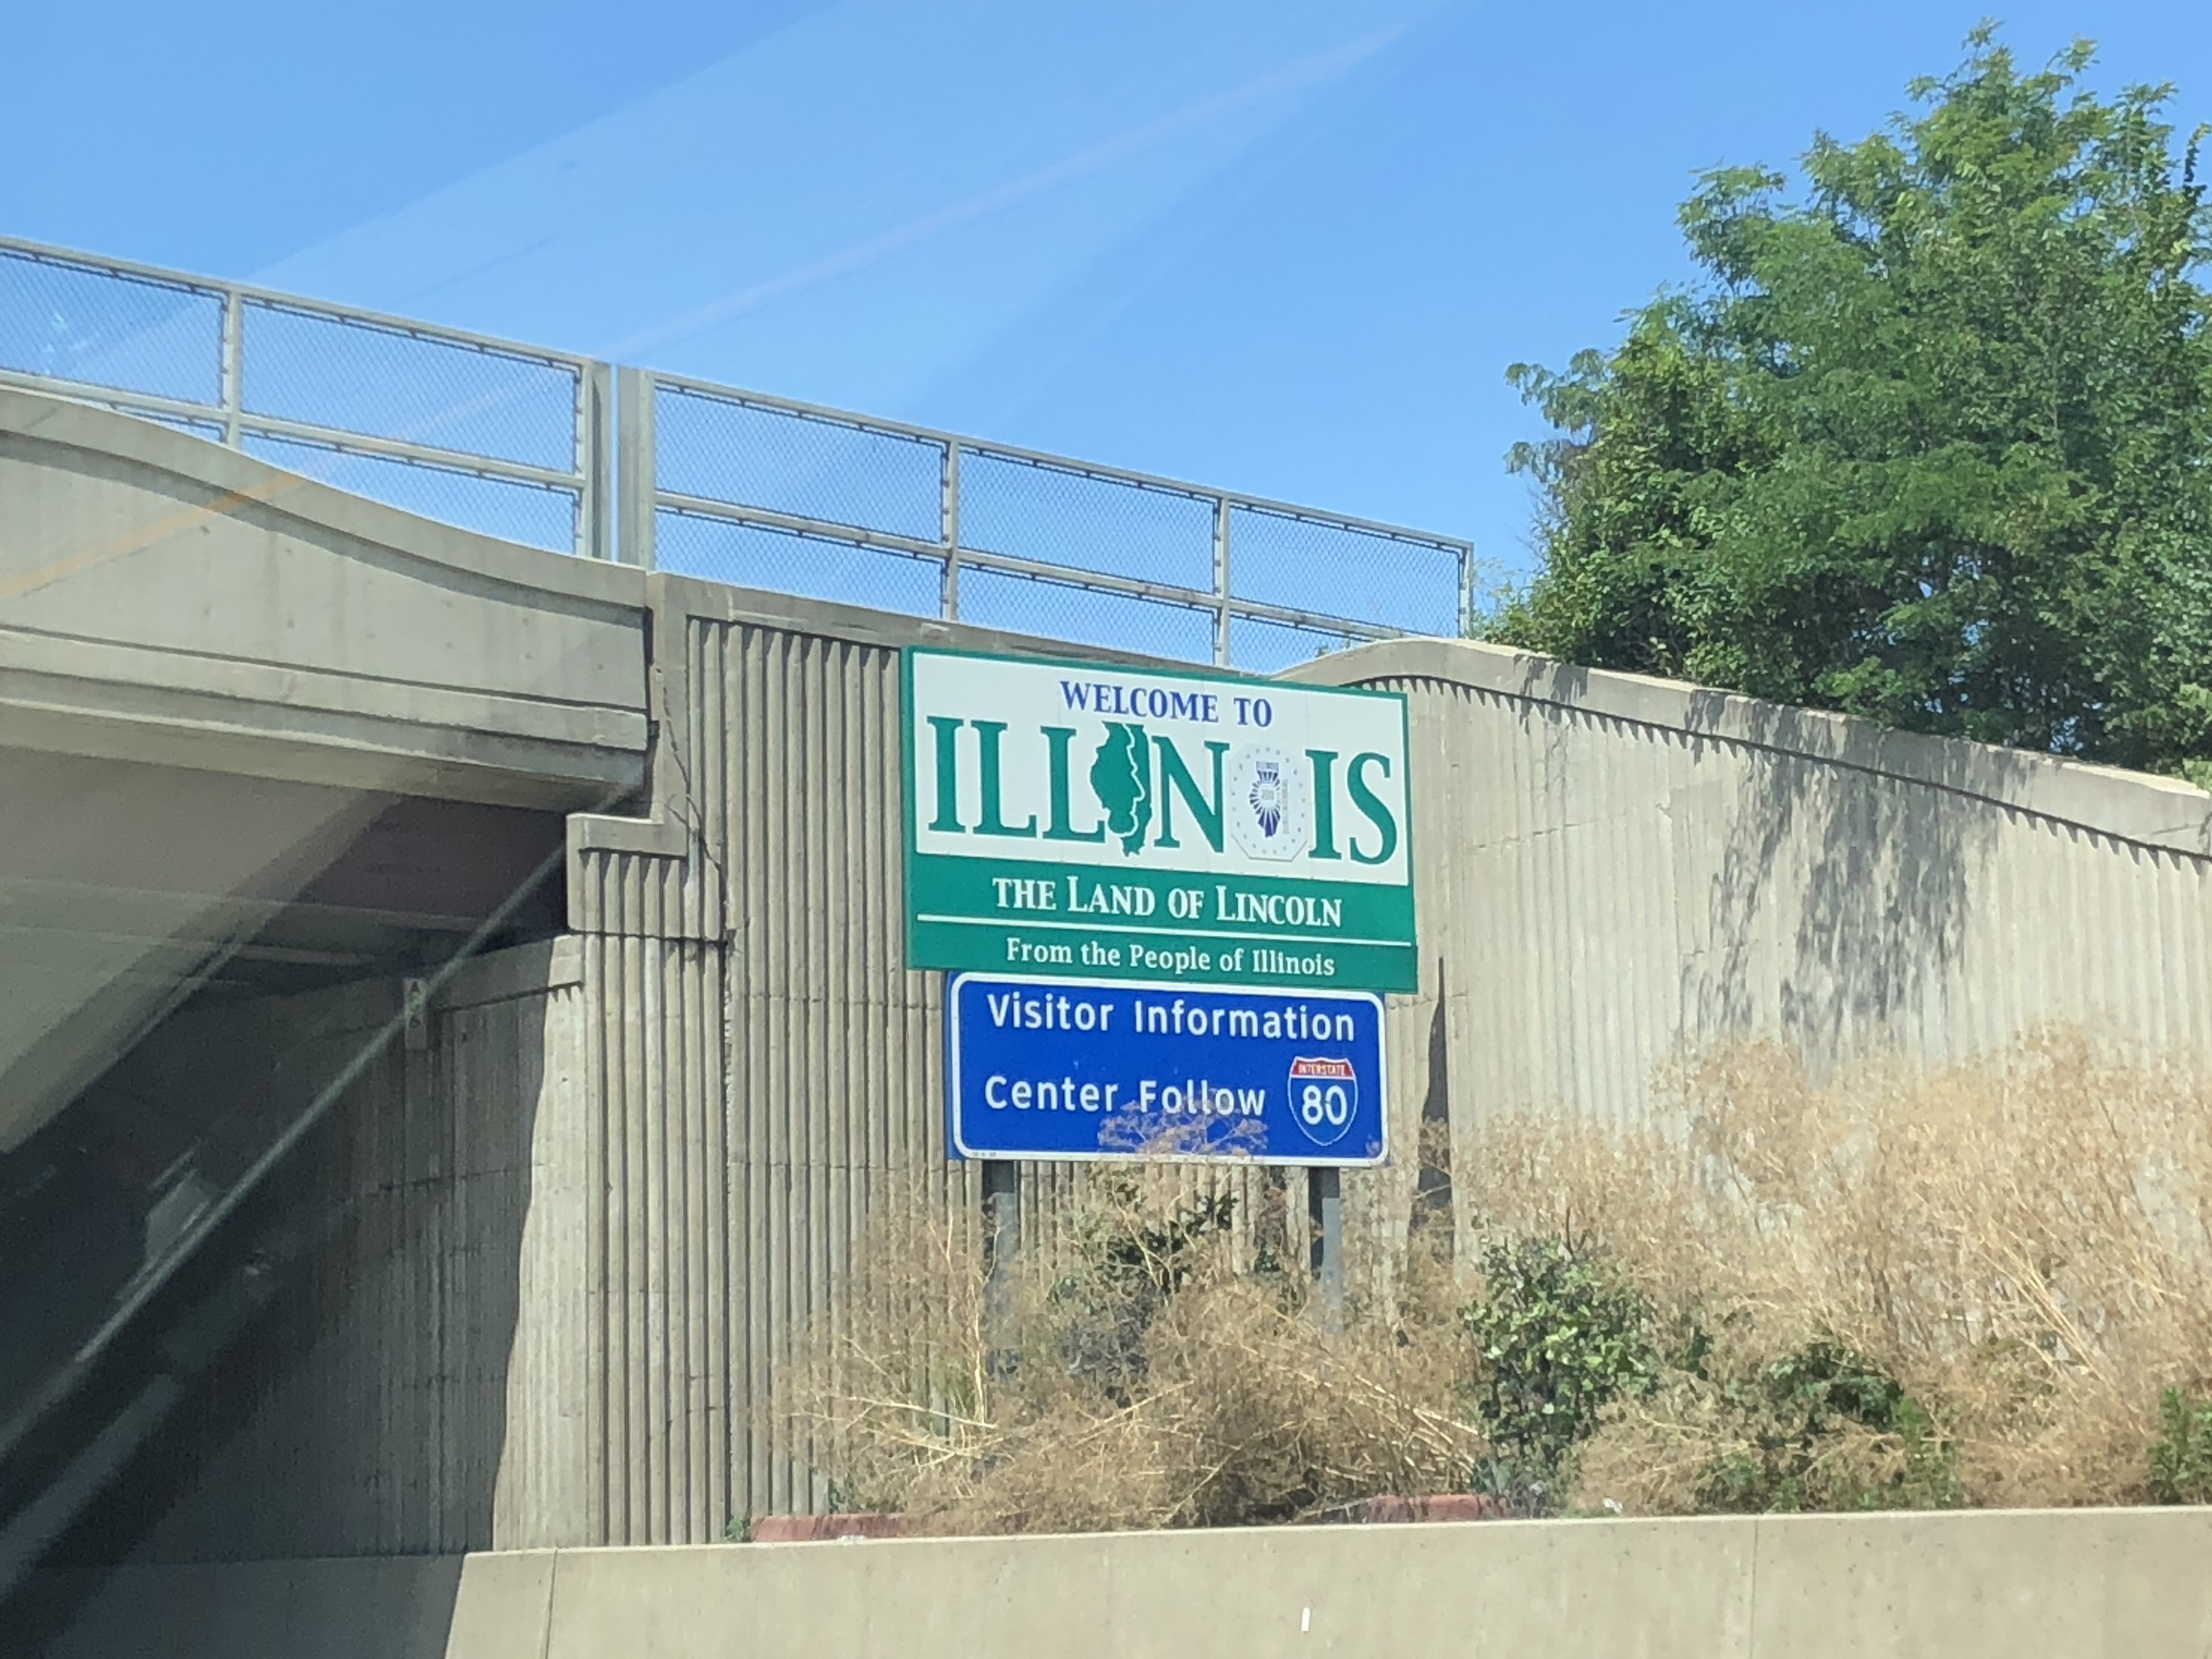 WELCOME TO
ILLINOIS
THE LAND OF LINCOLN
From the People of Illinois
Visitor Information
Center Follow
INTERSTATE
80